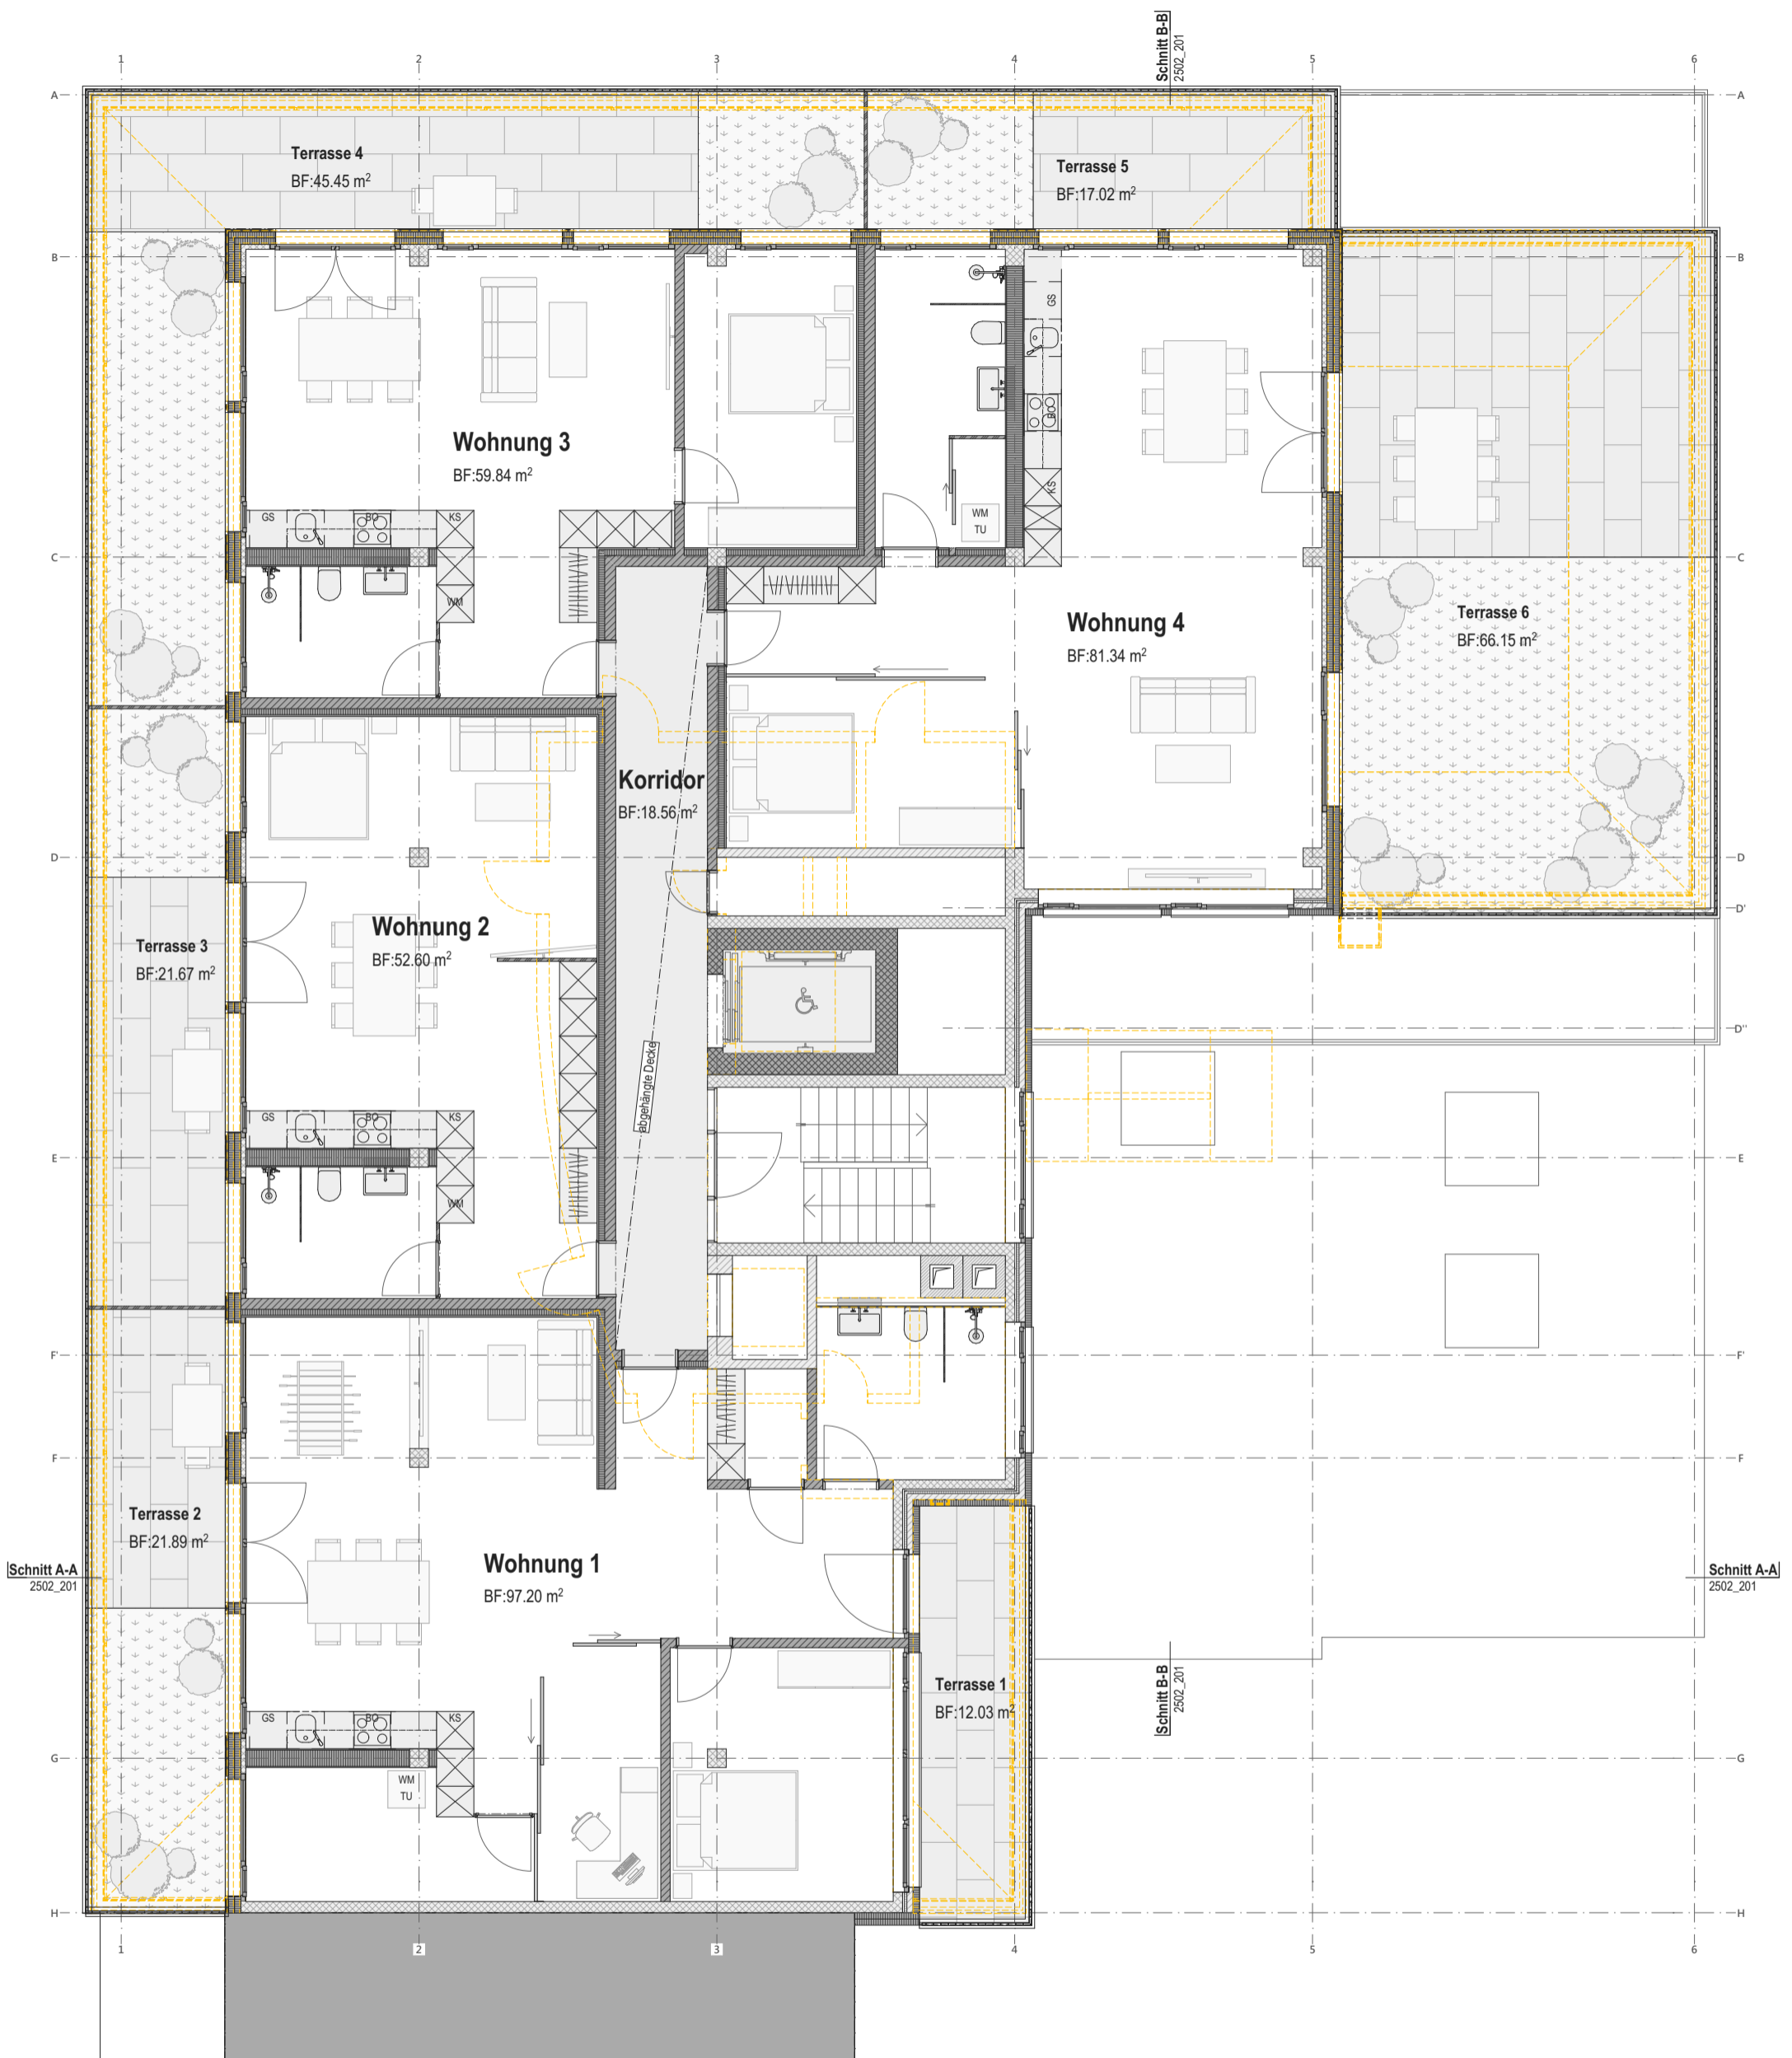 Schnitt B-B
2502_201
1
2
3
4
5
6
A
A
Terrasse 4
BF:45.45 m²
Terrasse 5
BF:17.02 m²
B
B
GS
Wohnung 3
BF:59.84 m²
BO
KS
GS
BO
KS
WM
TU
C
C
WM
Wohnung 4
BF:81.34 m²
Terrasse 6
BF:66.15 m²
Korridor
BF:18.56 m²
D
D
D'
Wohnung 2
BF:52.60 m²
Terrasse 3
BF:21.67 m²
D''
abgehängte Decke
GS
BO
KS
E
E
WM
F'
F'
F
F
Terrasse 2
BF:21.89 m²
Wohnung 1
BF:97.20 m²
Schnitt A-A
2502_201
Schnitt A-A
2502_201
Terrasse 1
BF:12.03 m²
Schnitt B-B
2502_201
GS
BO
KS
G
G
WM
TU
H
H
1
2
3
4
5
6